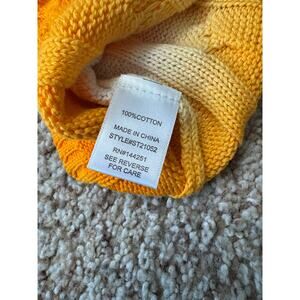 100%COTTON
MADE IN CHINA
STYLE#ST21052
RN#144251
SEE REVERSE
FOR CARE